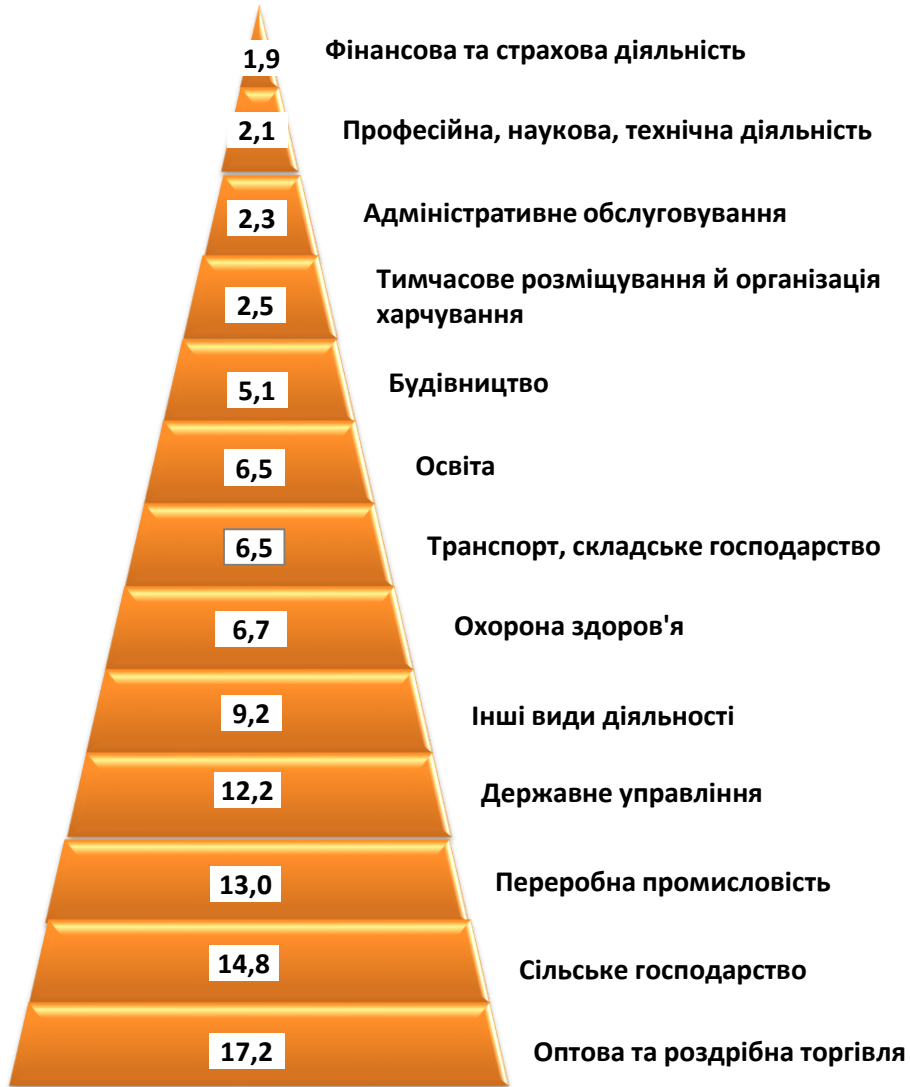 1,9 Фінансова та страхова діяльність
2,1 Професійна, наукова, технічна діяльність
2,3 Адміністративне обслуговування
Тимчасове розміщування й організація
2,5 харчування
5,1 Будівництво
6,5 Освіта
6,5 Транспорт, складське господарство
6,7 Охорона здоров'я
9,2 Інші види діяльності
12,2 Державне управління
13,0 Переробна промисловість
14,8 Сільське господарство
17,2 Оптова та роздрібна торгівля